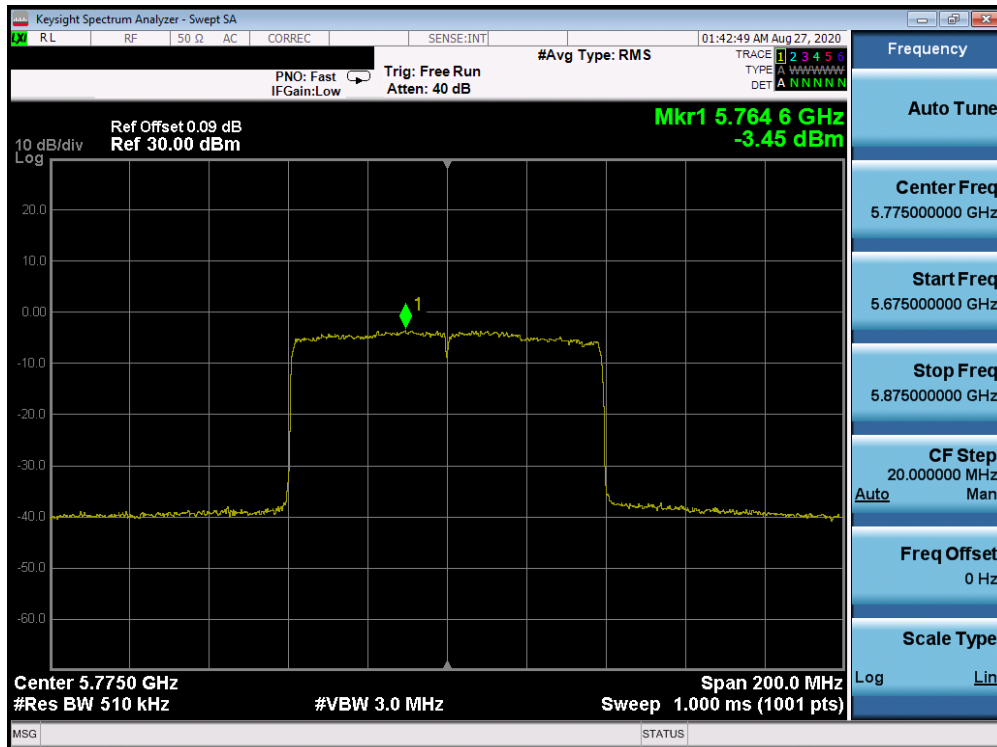 Keysight Spectrum Analyzer - Swept SA
LXI RL RF 50 Ω AC CORREC SENSE:INT 01:42:49 AM Aug 27, 2020
Frequency
#Avg Type: RMS
TRACE 1 2 3 4 5 6
TYPE A WWWWW
DET A N N N N N
PNO: Fast
IFGain:Low
Trig: Free Run
Atten: 40 dB
Auto Tune
Mkr1 5.764 6 GHz
-3.45 dBm
Ref Offset 0.09 dB
10 dB/div Ref 30.00 dBm
Log
20.0
10.0
0.00
-10.0
-20.0
-30.0
-40.0
-50.0
-60.0
1
Center Freq
5.775000000 GHz
Start Freq
5.675000000 GHz
Stop Freq
5.875000000 GHz
CF Step
20.000000 MHz
Auto Man
Freq Offset
0 Hz
Scale Type
Log Lin
Center 5.7750 GHz Span 200.0 MHz
#Res BW 510 kHz #VBW 3.0 MHz Sweep 1.000 ms (1001 pts)
MSG STATUS